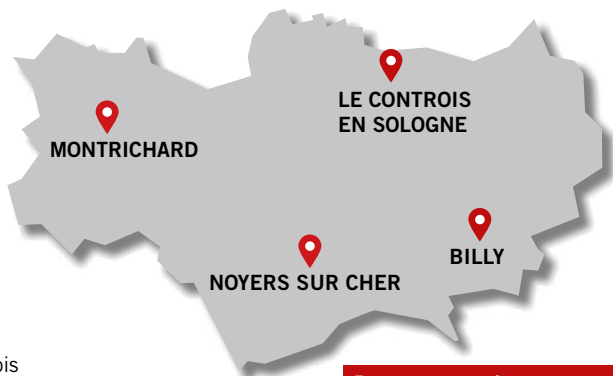 LE CONTROIS
EN SOLOGNE
MONTRICHARD
BILLY
NOYERS SUR CHER